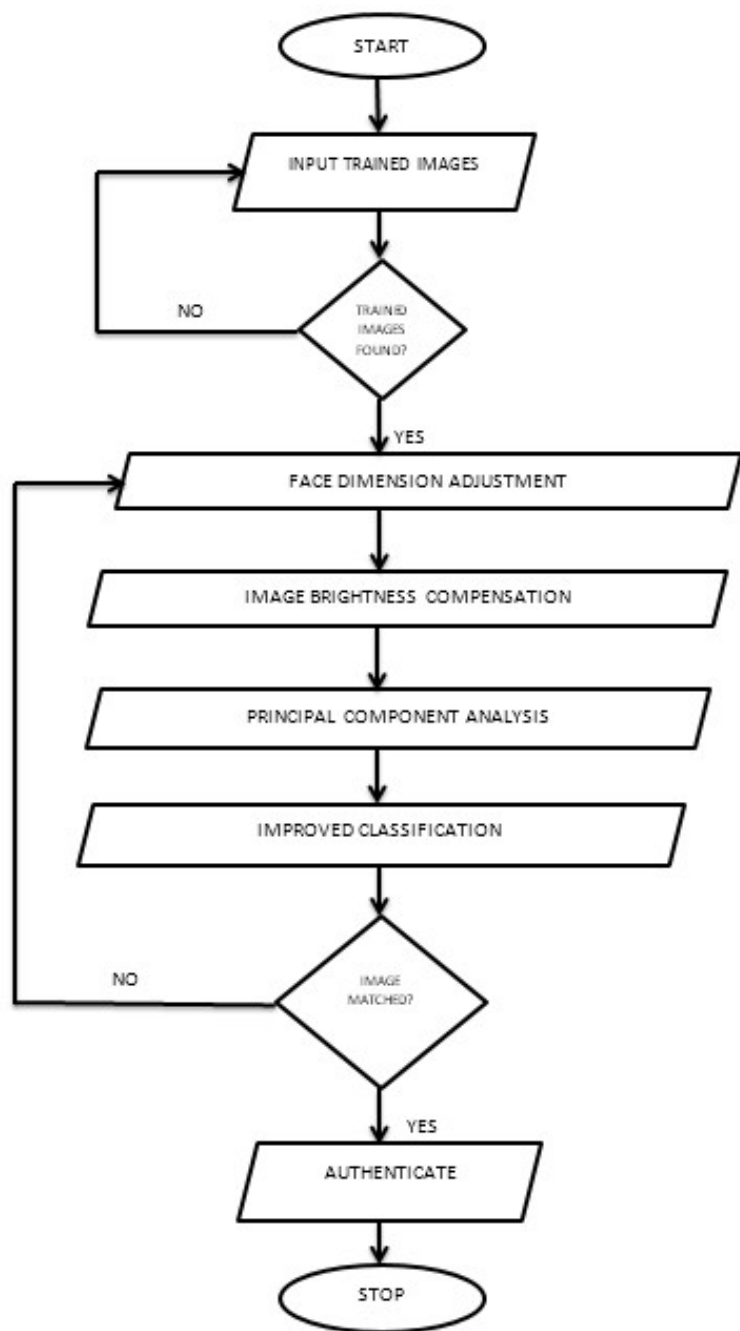 START
INPUT TRAINED IMAGES
NO
TRAINED
IMAGES
FOUND?
YES
FACE DIMENSION ADJUSTMENT
IMAGE BRIGHTNESS COMPENSATION
PRINCIPAL COMPONENT ANALYSIS
IMPROVED CLASSIFICATION
NO
IMAGE
MATCHED?
YES
AUTHENTICATE
STOP